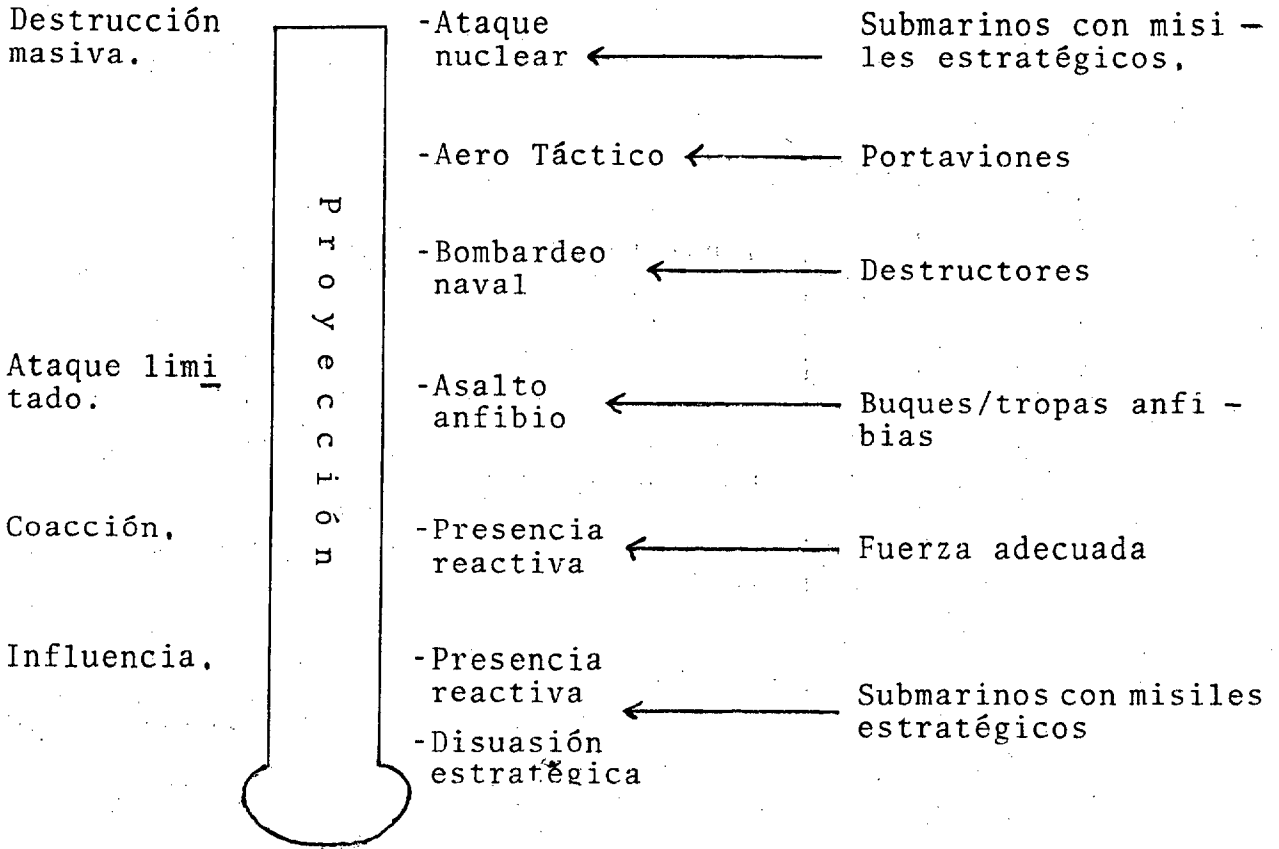 Destrucción
masiva.
-Ataque
nuclear
Submarinos con misi -
les estratégicos.
-Aero Táctico
Portaviones
Proyección
-Bombardeo
naval
Destructores
Ataque limi
tado.
-Asalto
anfibio
Buques/tropas anfi -
bias
Coacción.
-Presencia
reactiva
Fuerza adecuada
Influencia.
-Presencia
reactiva
-Disuasión
estratégica
Submarinos con misiles
estratégicos